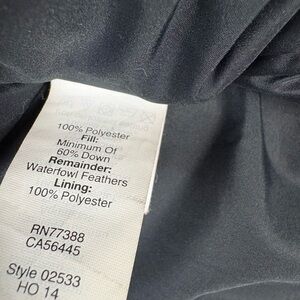 100% Polyester
Fill:
Minimum Of
60% Down
Remainder:
Waterfowl Feathers
Lining:
100% Polyester
RN77388
CA56445
Style 02533
HO 14